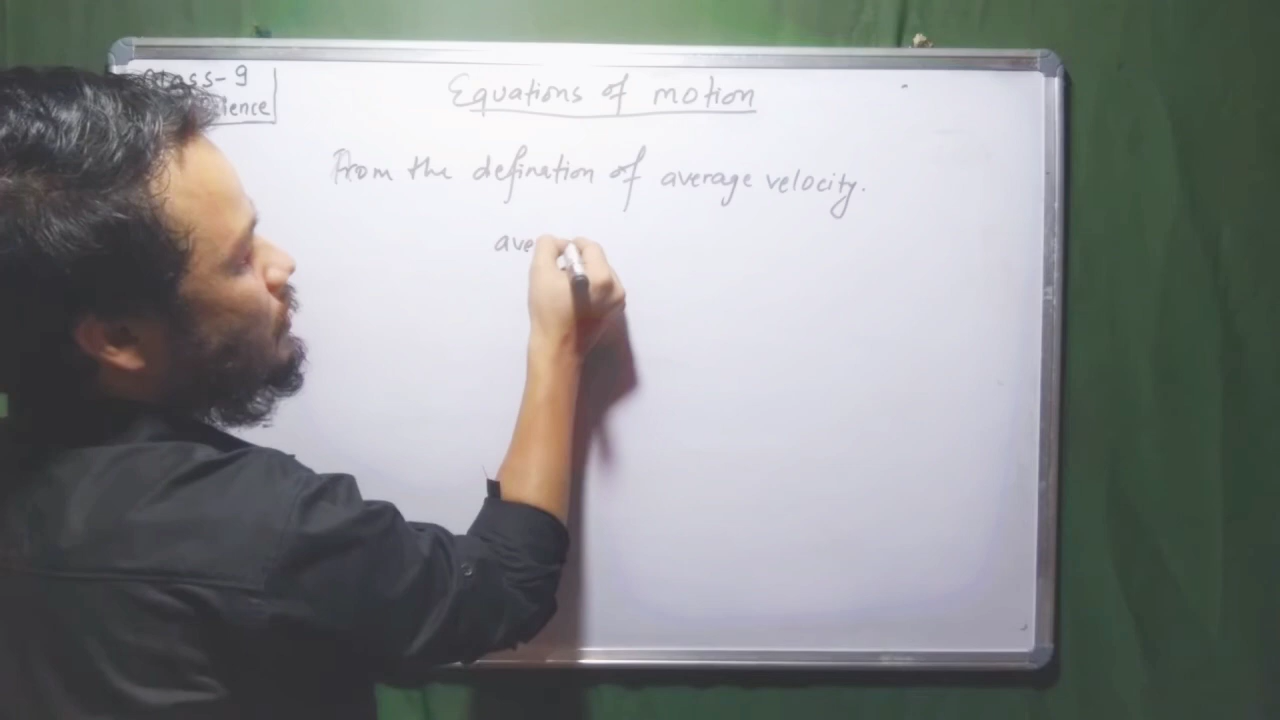 Class-9
Science
Equations of motion
From the defination of average velocity.
ave